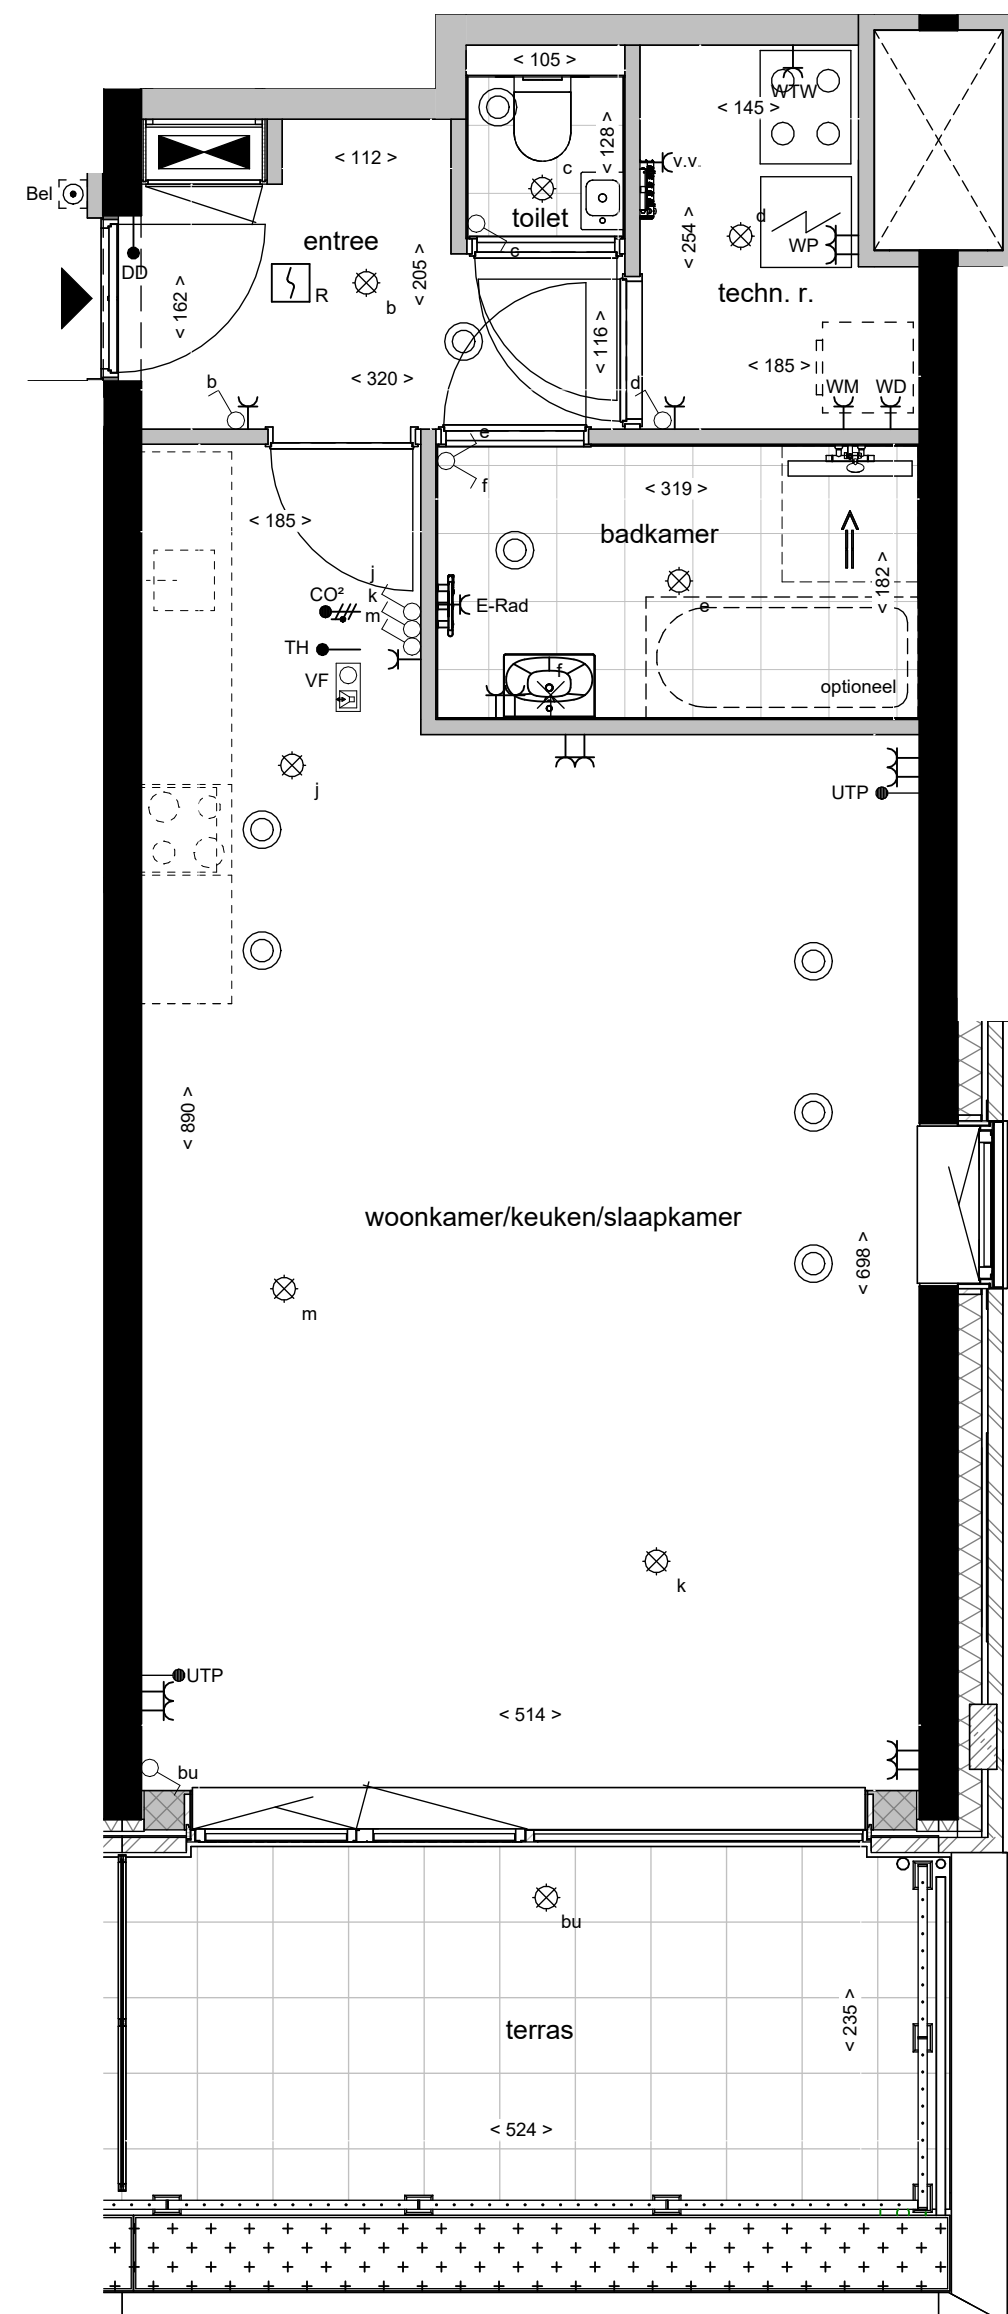 < 105 >
WTW
< 145 >
< 128 >
v.v.
< 112 >
c
Bel
toilet
d
entree
< 254 >
WP
c
DD
< 205 >
R
techn. r.
b
< 162 >
< 116 >
< 185 >
b
< 320 >
d
WM
WD
e
f
< 319 >
< 185 >
badkamer
j
< 182 >
CO²
k
m
E-Rad
e
TH
VF
f
optioneel
j
UTP
< 890 >
woonkamer/keuken/slaapkamer
< 698 >
m
k
UTP
< 514 >
bu
bu
terras
< 235 >
< 524 >